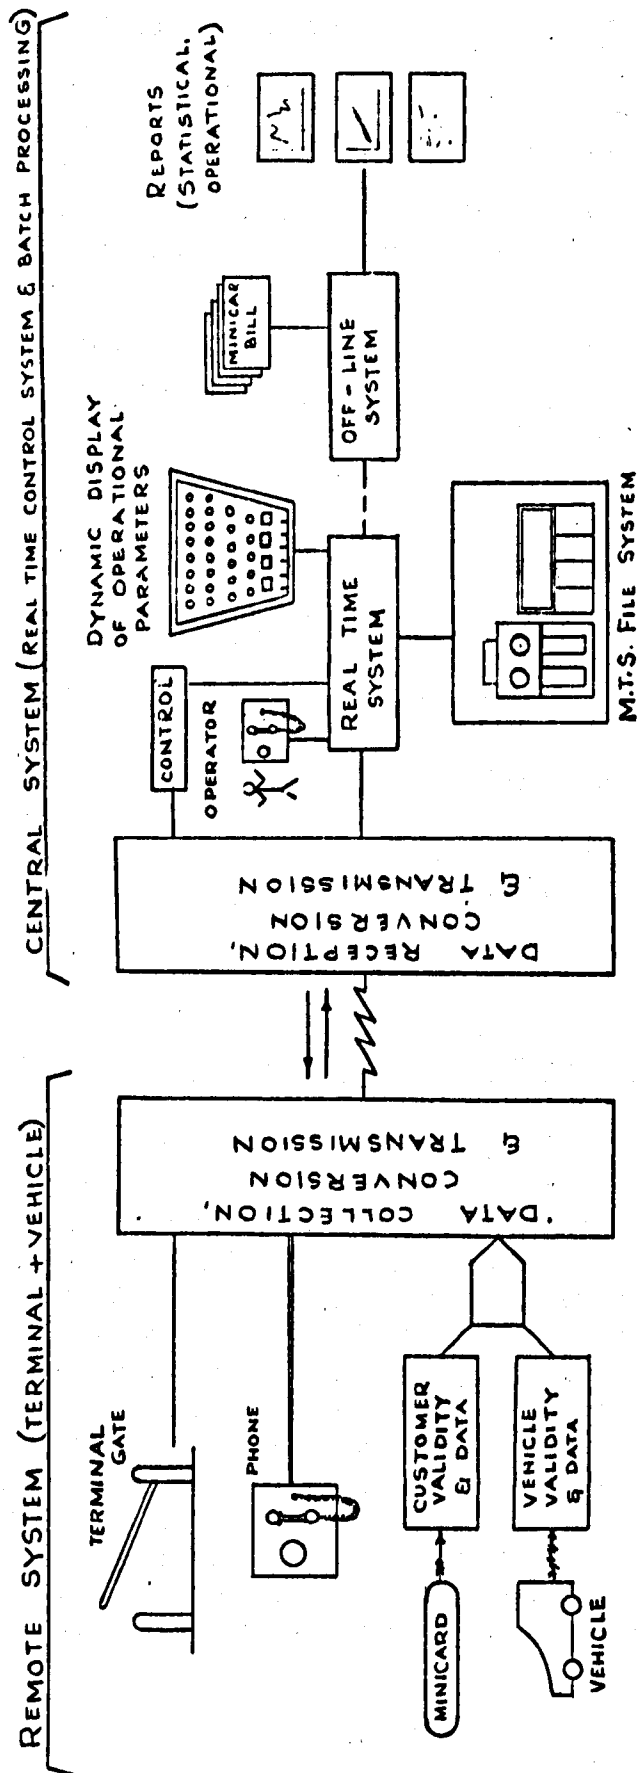 REMOTE SYSTEM (TERMINAL + VEHICLE)
TERMINAL
GATE
PHONE
MINICARD
CUSTOMER
VALIDITY
& DATA
VEHICLE
VALIDITY
& DATA
VEHICLE
DATA COLLECTION,
CONVERSION
& TRANSMISSION
CENTRAL SYSTEM (REAL TIME CONTROL SYSTEM & BATCH PROCESSING)
DATA RECEPTION,
CONVERSION
& TRANSMISSION
CONTROL
OPERATOR
DYNAMIC DISPLAY
OF OPERATIONAL
PARAMETERS
REAL TIME
SYSTEM
M.T.S. FILE SYSTEM
MINICAR
BILL
OFF-LINE
SYSTEM
REPORTS
(STATISTICAL,
OPERATIONAL)